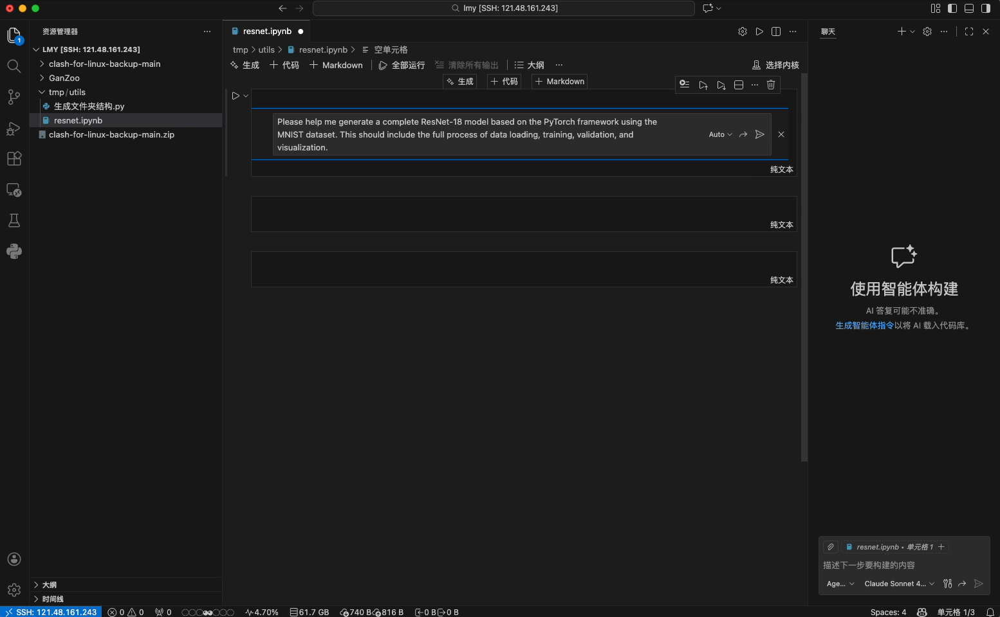 lmy [SSH: 121.48.161.243]
资源管理器
LMY [SSH: 121.48.161.243]
clash-for-linux-backup-main
GanZoo
tmp/utils
生成文件夹结构.py
resnet.ipynb
clash-for-linux-backup-main.zip
大纲
时间线
1
resnet.ipynb
tmp > utils > resnet.ipynb > 空单元格
生成 代码 Markdown 全部运行 清除所有输出 大纲 选择内核
生成 代码 Markdown
Please help me generate a complete ResNet-18 model based on the PyTorch framework using the
MNIST dataset. This should include the full process of data loading, training, validation, and
visualization.
Auto
纯文本
纯文本
纯文本
聊天
使用智能体构建
AI 答复可能不准确。
生成智能体指令以将 AI 载入代码库。
resnet.ipynb • 单元格 1
描述下一步要构建的内容
Age... Claude Sonnet 4...
SSH: 121.48.161.243 0 0 0 4.70% 61.7 GB 740 B 816 B 0 B 0 B Spaces: 4 单元格 1/3